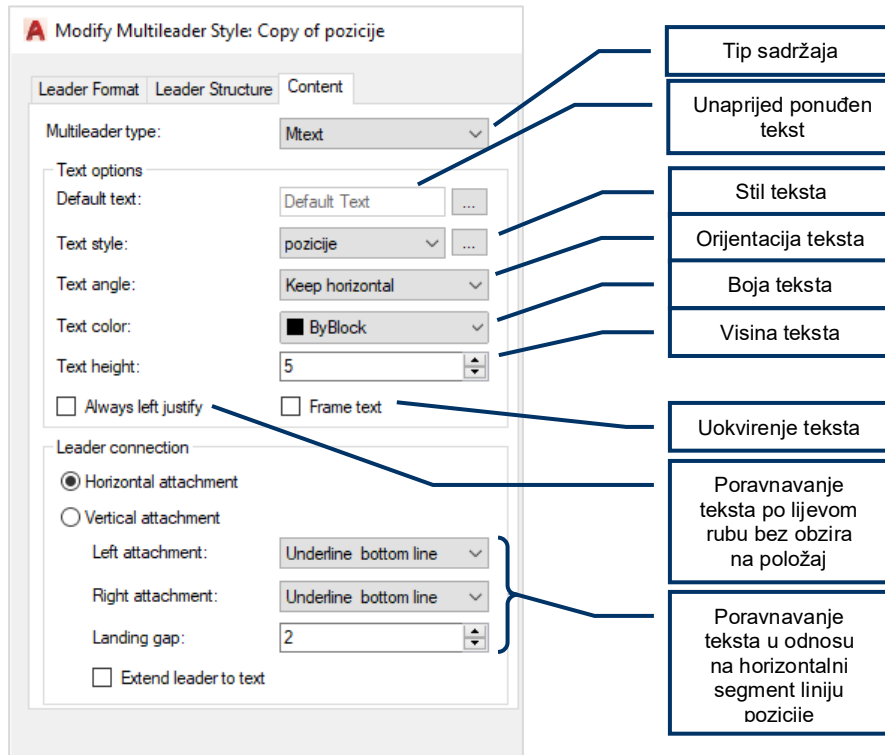 Modify Multileader Style: Copy of pozicije
Leader Format Leader Structure Content
Multileader type: Mtext
Text options
Default text: Default Text ...
Text style: pozicije ...
Text angle: Keep horizontal
Text color: ByBlock
Text height: 5
Always left justify Frame text
Leader connection
Horizontal attachment
Vertical attachment
Left attachment: Underline bottom line
Right attachment: Underline bottom line
Landing gap: 2
Extend leader to text
Tip sadržaja
Unaprijed ponuđen
tekst
Stil teksta
Orijentacija teksta
Boja teksta
Visina teksta
Uokvirenje teksta
Poravnavanje
teksta po lijevom
rubu bez obzira
na položaj
Poravnavanje
teksta u odnosu
na horizontalni
segment liniju
pozicije